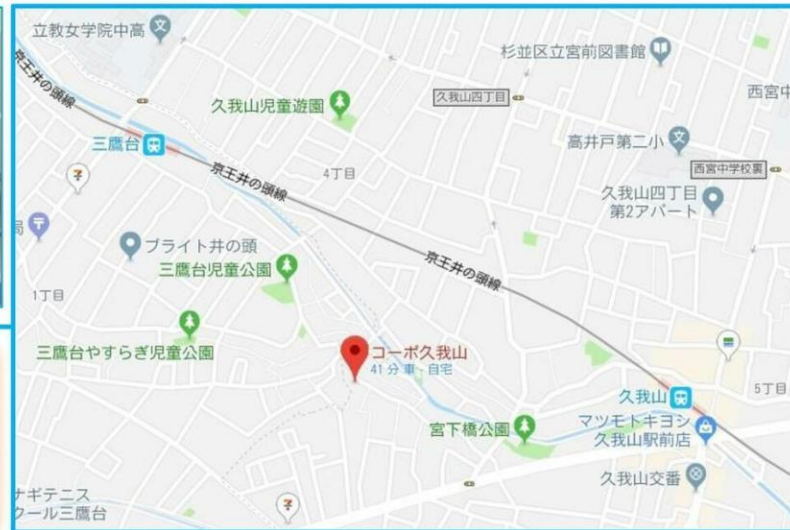 立教女学院中高
杉並区立宮前図書館
京王井の頭線
久我山児童遊園
久我山四丁目
西宮中
三鷹台
高井戸第二小
西宮中学校裏
京王井の頭線
4丁目
久我山四丁目
第2アパート
局
ブライト井の頭
三鷹台児童公園
京王井の頭線
1丁目
三鷹台やすらぎ児童公園
コーポ久我山
41 分 車 - 自宅
久我山
5丁目
宮下橋公園
マツモトキヨシ
久我山駅前店
久我山交番
ナギテニス
クール三鷹台